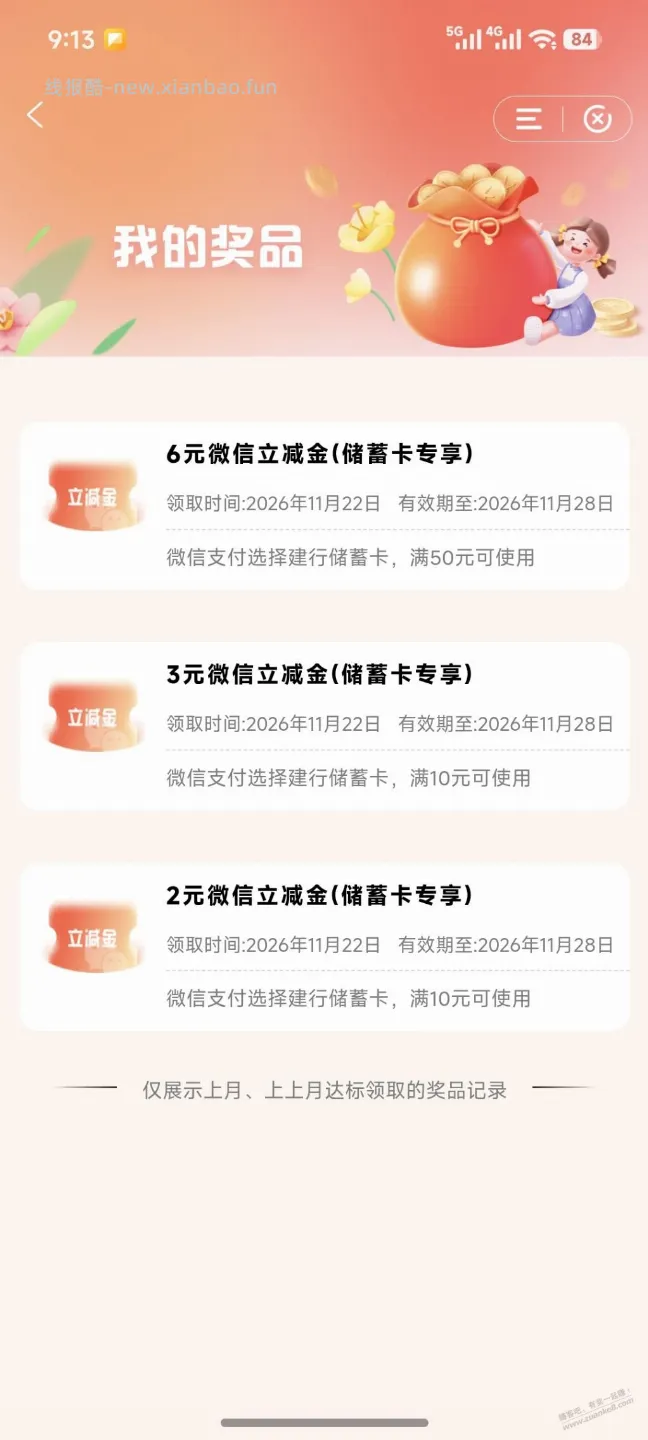 9:13
5G 4G 84
线报酷-new.xianbao.fun
我的奖品
6元微信立减金(储蓄卡专享)
立减金
领取时间:2026年11月22日 有效期至:2026年11月28日
微信支付选择建行储蓄卡，满50元可使用
3元微信立减金(储蓄卡专享)
立减金
领取时间:2026年11月22日 有效期至:2026年11月28日
微信支付选择建行储蓄卡，满10元可使用
2元微信立减金(储蓄卡专享)
立减金
领取时间:2026年11月22日 有效期至:2026年11月28日
微信支付选择建行储蓄卡，满10元可使用
仅展示上月、上上月达标领取的奖品记录
赚客吧，有奖一起赚！
www.zuanke8.com